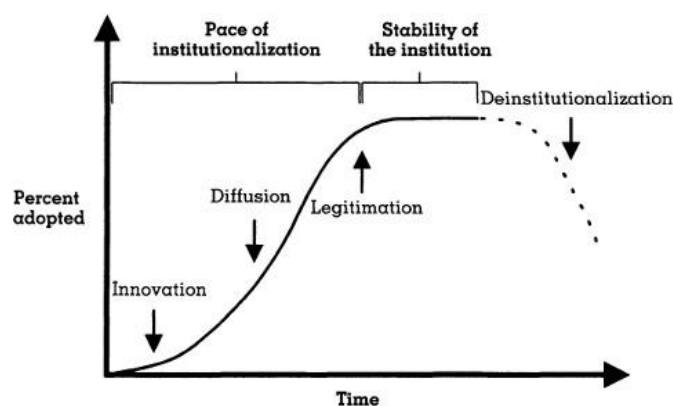 Pace of
institutionalization
Stability of
the institution
Deinstitutionalization
Percent
adopted
Diffusion
Legitimation
Innovation
Time